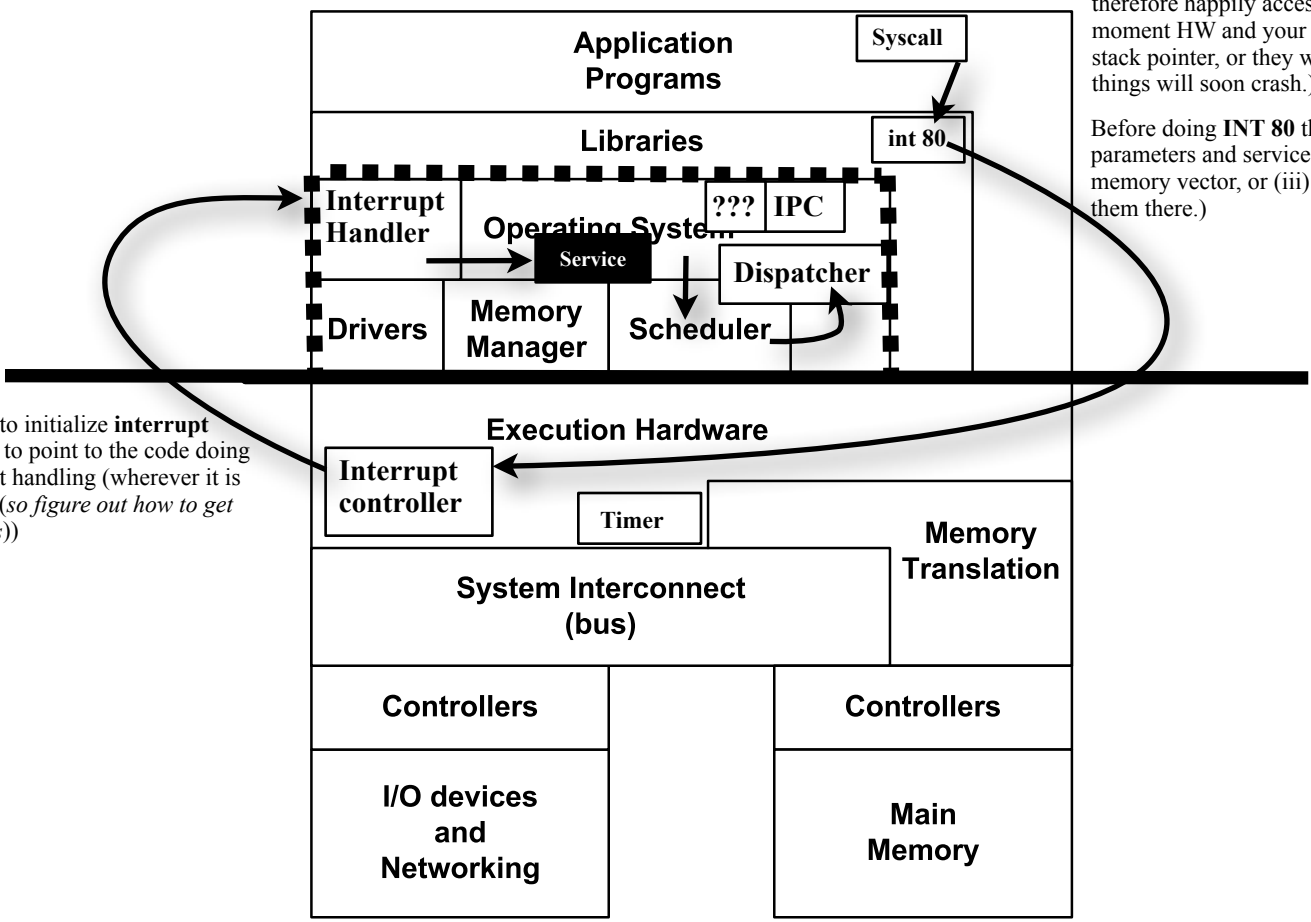 therefore happily acces
moment HW and your
stack pointer, or they w
things will soon crash.)
Before doing INT 80 th
parameters and service
memory vector, or (iii)
them there.)
Application
Programs
Syscall
Libraries
int 80
Interrupt
Handler
Operating System
??? IPC
Service
Dispatcher
Drivers
Memory
Manager
Scheduler
to initialize interrupt
to point to the code doing
t handling (wherever it is
(so figure out how to get
s))
Execution Hardware
Interrupt
controller
Timer
Memory
Translation
System Interconnect
(bus)
Controllers
Controllers
I/O devices
and
Networking
Main
Memory